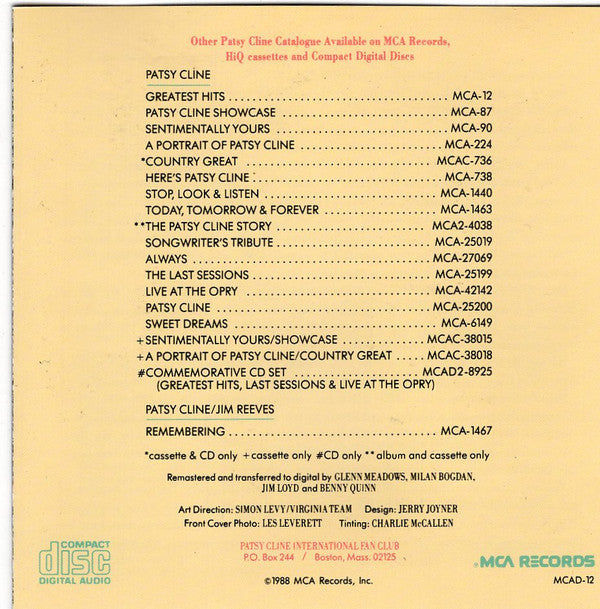 Other Patsy Cline Catalogue Available on MCA Records,
HiQ cassettes and Compact Digital Discs
PATSY CLINE
GREATEST HITS ................................ MCA-12
PATSY CLINE SHOWCASE ......................... MCA-87
SENTIMENTALLY YOURS .......................... MCA-90
A PORTRAIT OF PATSY CLINE .................... MCA-224
*COUNTRY GREAT ............................... MCAC-736
HERE'S PATSY CLINE ........................... MCA-738
STOP, LOOK & LISTEN .......................... MCA-1440
TODAY, TOMORROW & FOREVER .................... MCA-1463
**THE PATSY CLINE STORY ...................... MCA2-4038
SONGWRITER'S TRIBUTE ......................... MCA-25019
ALWAYS ....................................... MCA-27069
THE LAST SESSIONS ............................ MCA-25199
LIVE AT THE OPRY ............................. MCA-42142
PATSY CLINE .................................. MCA-25200
SWEET DREAMS ................................. MCA-6149
+SENTIMENTALLY YOURS/SHOWCASE ................ MCAC-38015
+A PORTRAIT OF PATSY CLINE/COUNTRY GREAT ..... MCAC-38018
#COMMEMORATIVE CD SET ........................ MCAD2-8925
(GREATEST HITS, LAST SESSIONS & LIVE AT THE OPRY)
PATSY CLINE/JIM REEVES
REMEMBERING .................................. MCA-1467
*cassette & CD only +cassette only #CD only **album and cassette only
Remastered and transferred to digital by GLENN MEADOWS, MILAN BOGDAN,
JIM LOYD and BENNY QUINN
Art Direction: SIMON LEVY/VIRGINIA TEAM Design: JERRY JOYNER
Front Cover Photo: LES LEVERETT Tinting: CHARLIE McCALLEN
PATSY CLINE INTERNATIONAL FAN CLUB
P.O. Box 244 / Boston, Mass. 02125
COMPACT
disc
DIGITAL AUDIO
MCA RECORDS
©1988 MCA Records, Inc.
MCAD-12